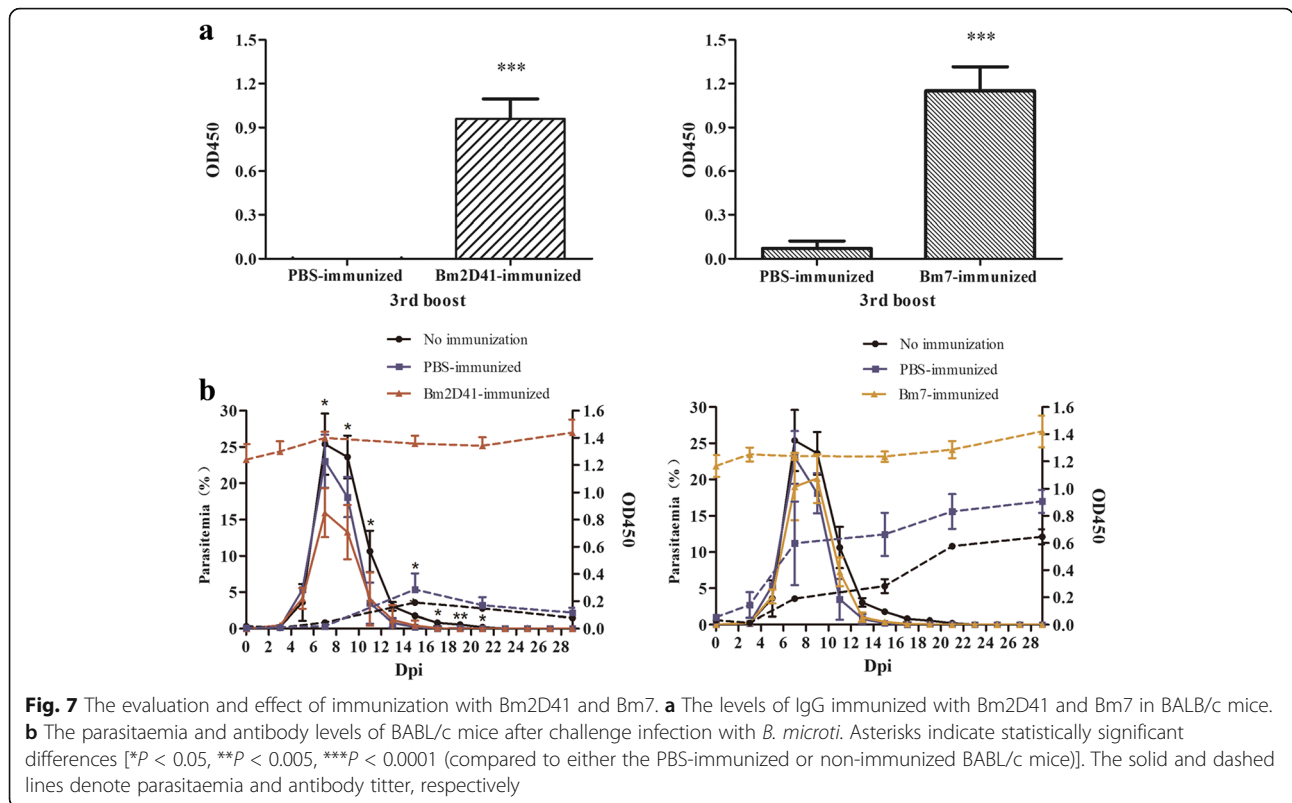 a
1.5
1.2
0.9
0.6
0.3
0.0
OD450
***
PBS-immunized
Bm2D41-immunized
3rd boost
1.5
1.2
0.9
0.6
0.3
0.0
OD450
***
PBS-immunized
Bm7-immunized
3rd boost
b
No immunization
PBS-immunized
Bm2D41-immunized
30
25
20
15
10
5
0
Parasitemia (%)
*
*
*
*
*
**
*
1.6
1.4
1.2
1.0
0.8
0.6
0.4
0.2
0.0
OD450
0 2 4 6 8 10 12 14 16 18 20 22 24 26 28
Dpi
No immunization
PBS-immunized
Bm7-immunized
30
25
20
15
10
5
0
Parasitaemia (%)
1.6
1.4
1.2
1.0
0.8
0.6
0.4
0.2
0.0
OD450
0 2 4 6 8 10 12 14 16 18 20 22 24 26 28
Dpi
Fig. 7 The evaluation and effect of immunization with Bm2D41 and Bm7. a The levels of IgG immunized with Bm2D41 and Bm7 in BALB/c mice.
b The parasitaemia and antibody levels of BABL/c mice after challenge infection with B. microti. Asterisks indicate statistically significant
differences [*P < 0.05, **P < 0.005, ***P < 0.0001 (compared to either the PBS-immunized or non-immunized BABL/c mice)]. The solid and dashed
lines denote parasitaemia and antibody titter, respectively